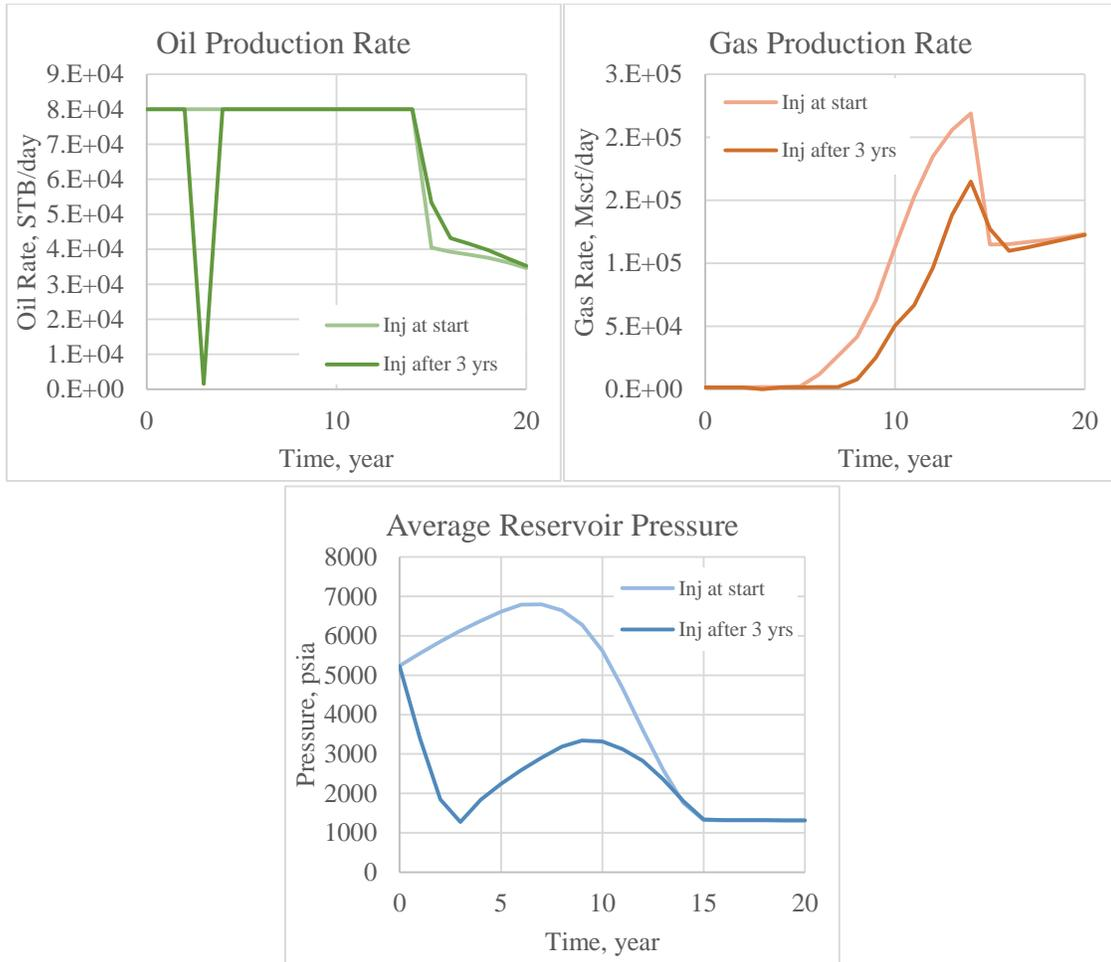 Oil Production Rate
Oil Rate, STB/day
9.E+04
8.E+04
7.E+04
6.E+04
5.E+04
4.E+04
3.E+04
2.E+04
1.E+04
0.E+00
Inj at start
Inj after 3 yrs
0 10 20
Time, year
Gas Production Rate
Gas Rate, Mscf/day
3.E+05
2.E+05
2.E+05
1.E+05
5.E+04
0.E+00
Inj at start
Inj after 3 yrs
0 10 20
Time, year
Average Reservoir Pressure
Pressure, psia
8000
7000
6000
5000
4000
3000
2000
1000
0
Inj at start
Inj after 3 yrs
0 5 10 15 20
Time, year